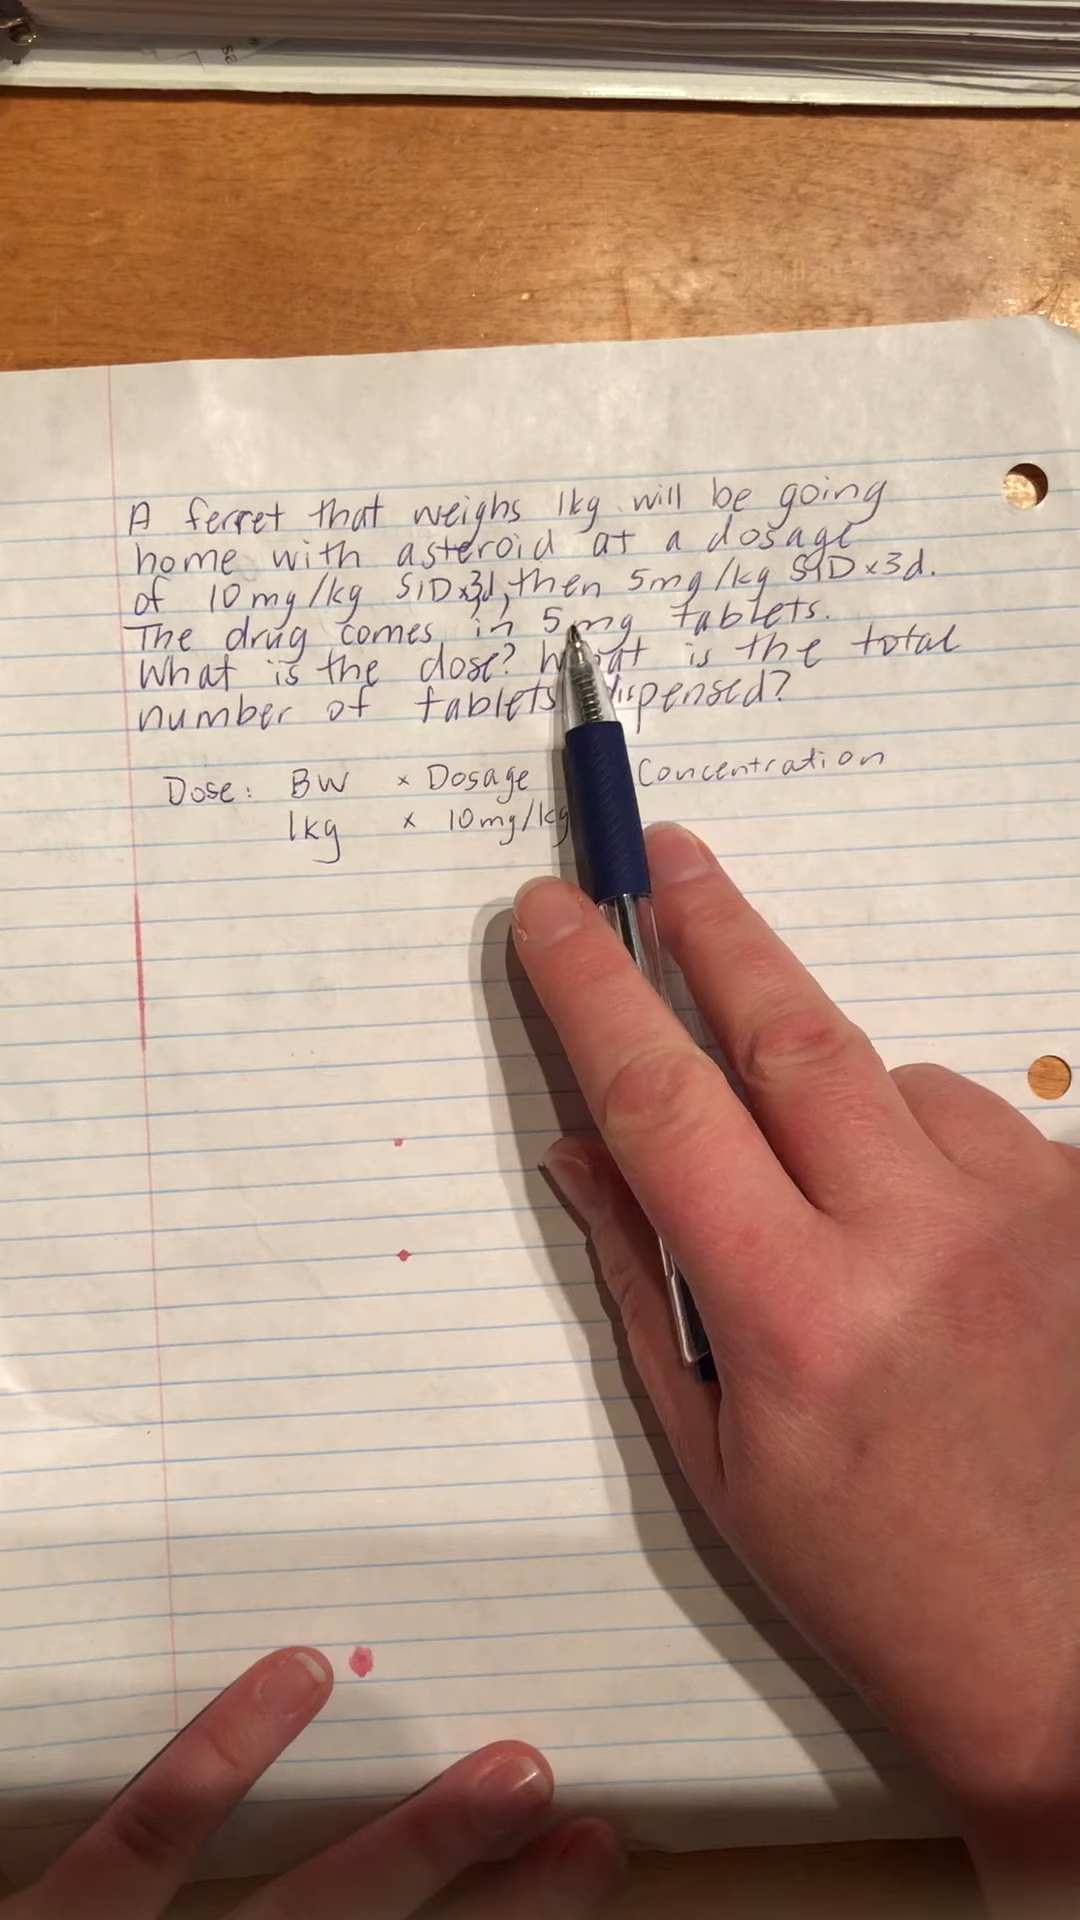 A ferret that weighs 1kg will be going
home with asteroid at a dosage
of 10mg/kg SID x3d, then 5mg/kg SID x3d.
The drug comes in 5mg tablets.
What is the dose? What is the total
number of tablets dispensed?
Dose: BW x Dosage Concentration
1kg x 10mg/kg